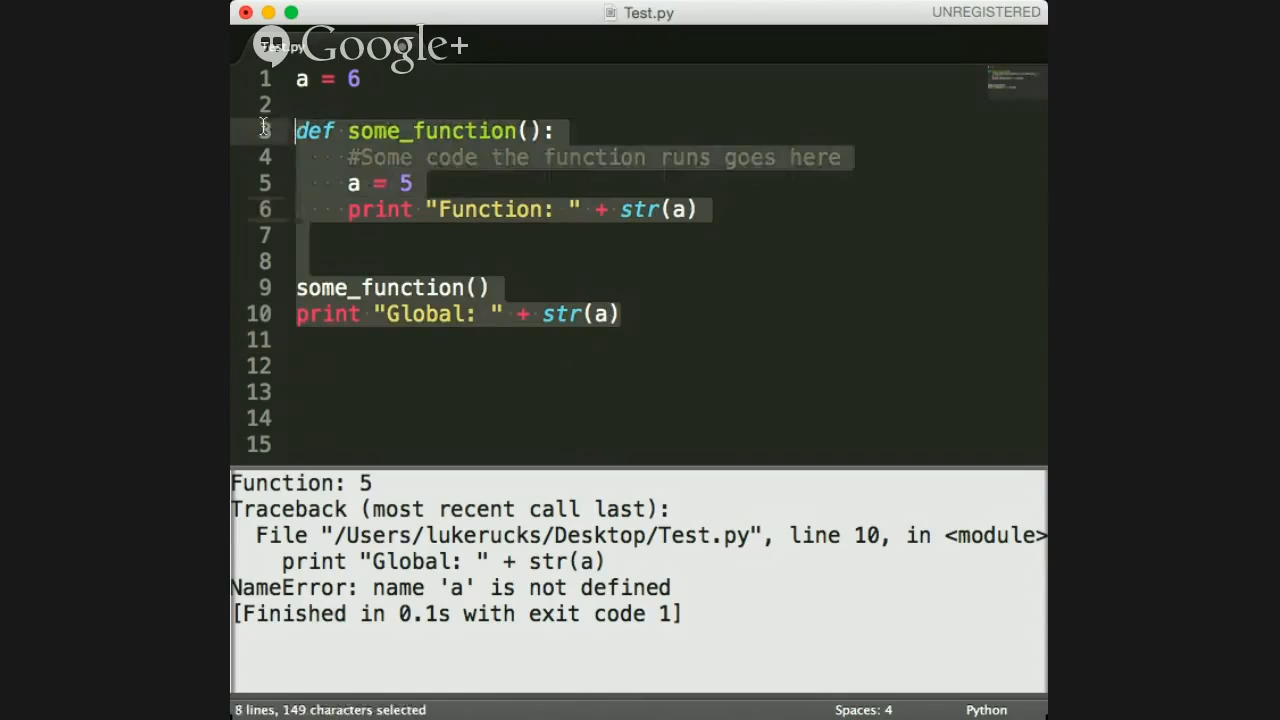 Test.py
UNREGISTERED
Test.py
Google+
1 a = 6
2
3 def some_function():
4 #Some code the function runs goes here
5 a = 5
6 print "Function: " + str(a)
7
8
9 some_function()
10 print "Global: " + str(a)
11
12
13
14
15
Function: 5
Traceback (most recent call last):
File "/Users/lukerucks/Desktop/Test.py", line 10, in <module>
print "Global: " + str(a)
NameError: name 'a' is not defined
[Finished in 0.1s with exit code 1]
8 lines, 149 characters selected
Spaces: 4
Python